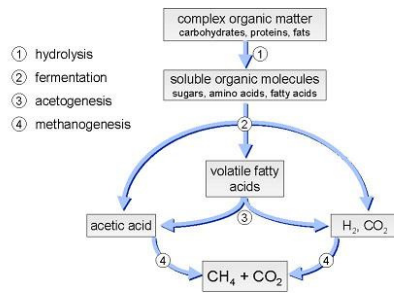 complex organic matter
carbohydrates, proteins, fats
① hydrolysis
② fermentation
③ acetogenesis
④ methanogenesis
①
soluble organic molecules
sugars, amino acids, fatty acids
②
volatile fatty
acids
acetic acid
③
H₂, CO₂
④
④
CH₄ + CO₂